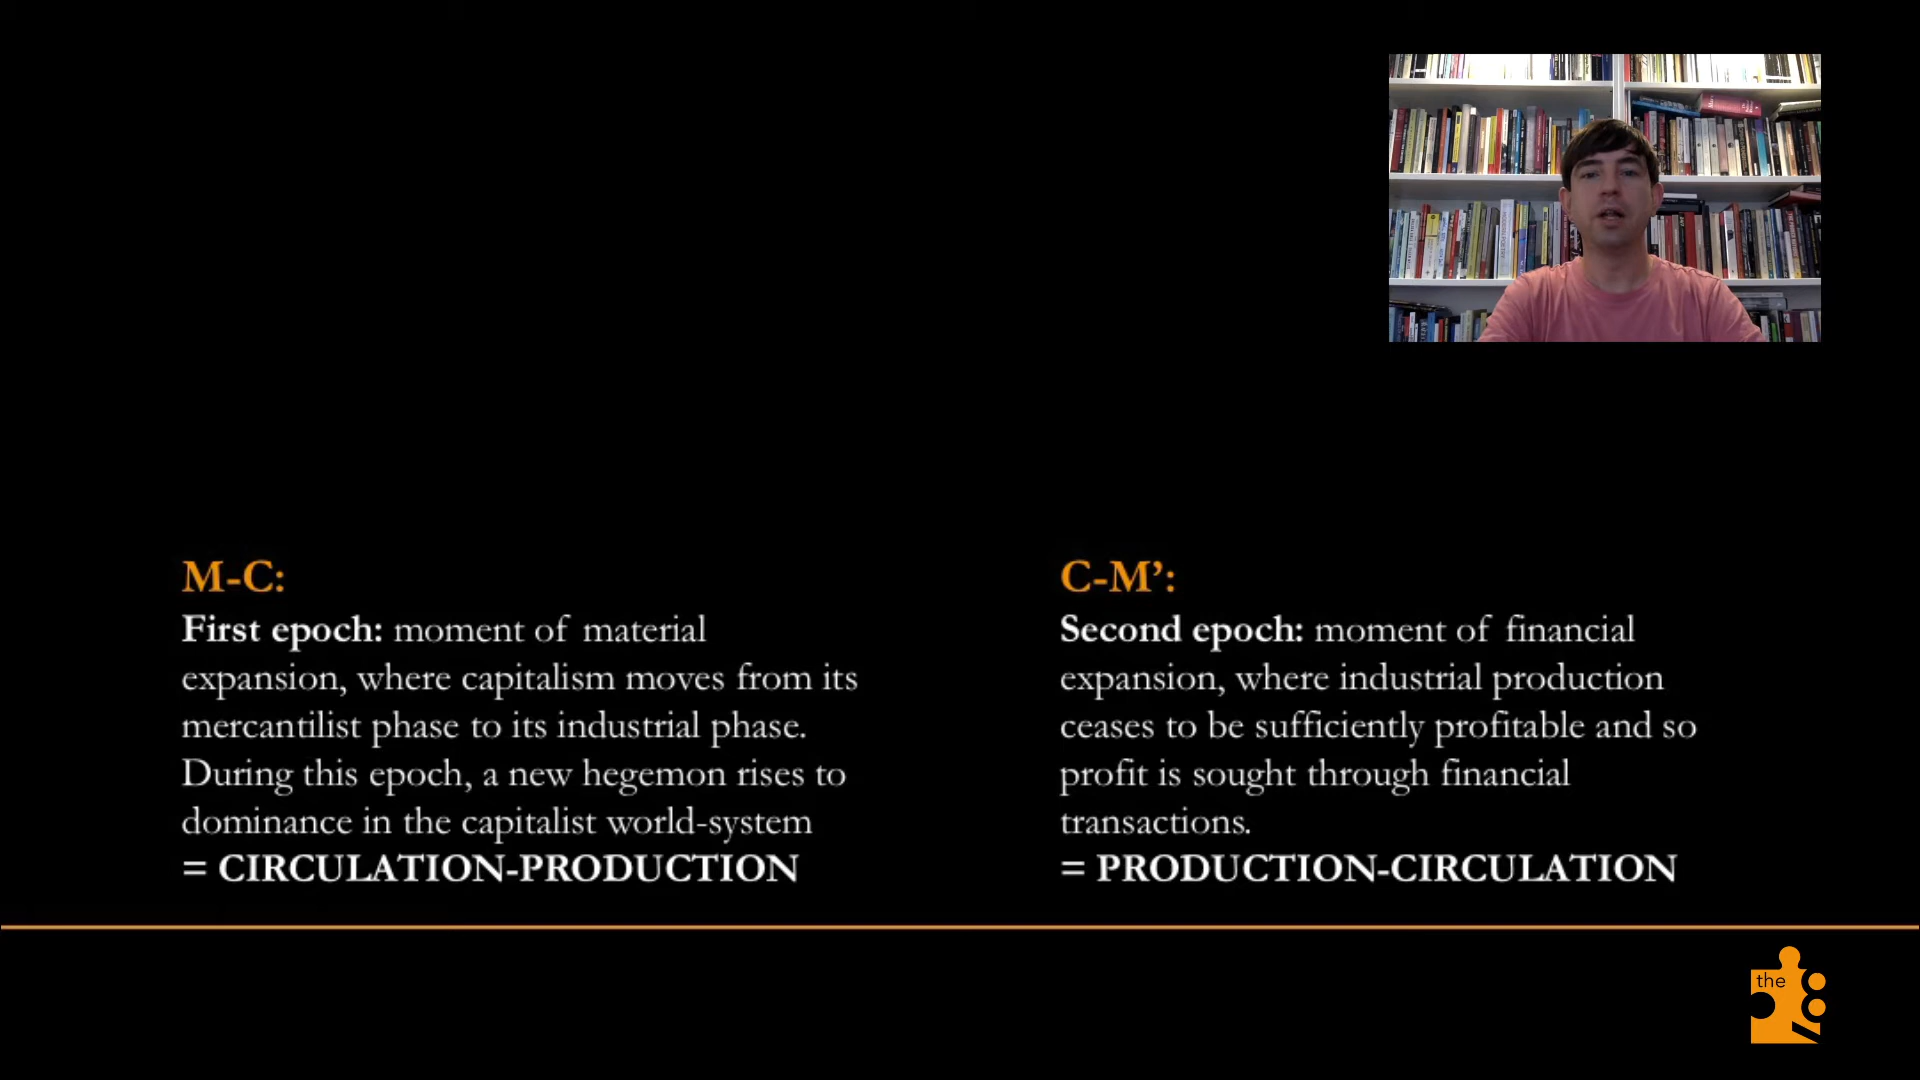 M-C:
First epoch: moment of material
expansion, where capitalism moves from its
mercantilist phase to its industrial phase.
During this epoch, a new hegemon rises to
dominance in the capitalist world-system
= CIRCULATION-PRODUCTION
C-M’:
Second epoch: moment of financial
expansion, where industrial production
ceases to be sufficiently profitable and so
profit is sought through financial
transactions.
= PRODUCTION-CIRCULATION
the